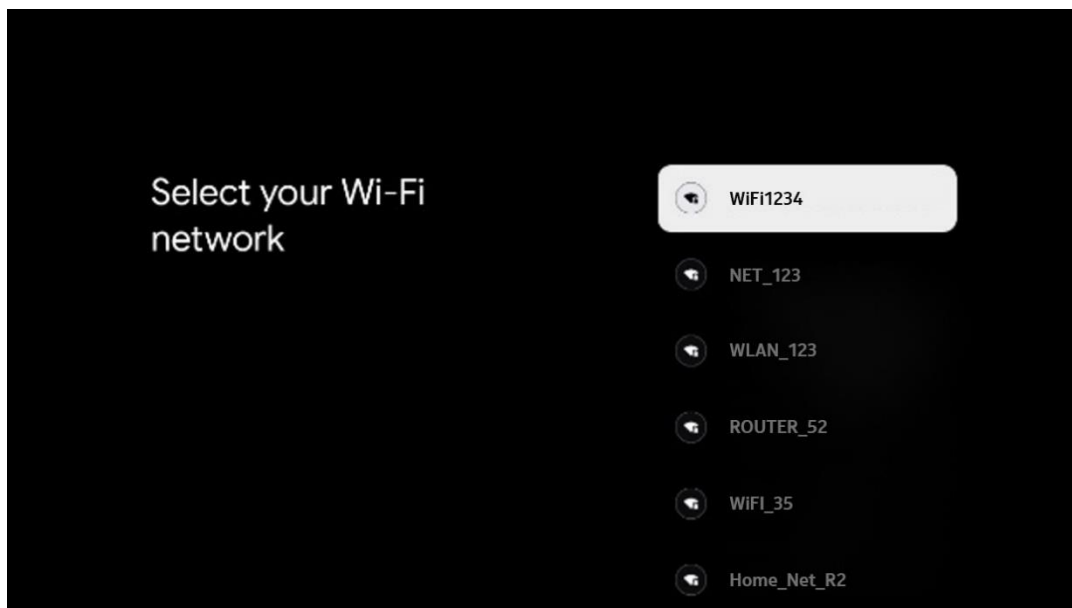 Select your Wi-Fi
network
WiFi1234
NET_123
WLAN_123
ROUTER_52
WiFI_35
Home_Net_R2